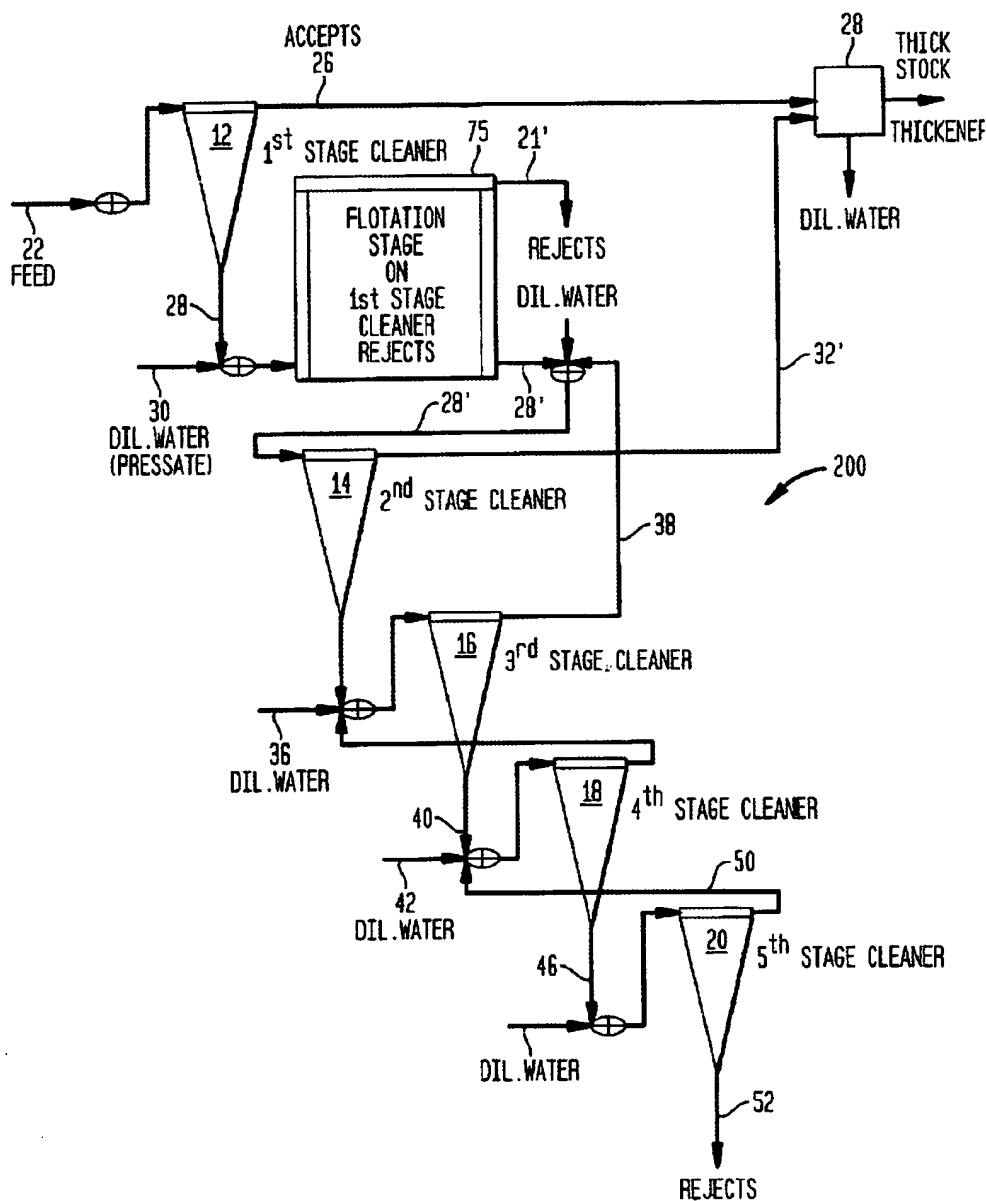 ACCEPTS
26
28
THICK
STOCK
THICKENER
DIL.WATER
12
1st STAGE CLEANER
75
21'
22
FEED
FLOTATION
STAGE
ON
1st STAGE
CLEANER
REJECTS
REJECTS
DIL.WATER
28
30
DIL.WATER
(PRESSATE)
28'
28'
32'
14
2nd STAGE CLEANER
200
38
16
3rd STAGE CLEANER
36
DIL.WATER
18
4th STAGE CLEANER
40
42
DIL.WATER
50
20
5th STAGE CLEANER
46
DIL.WATER
52
REJECTS